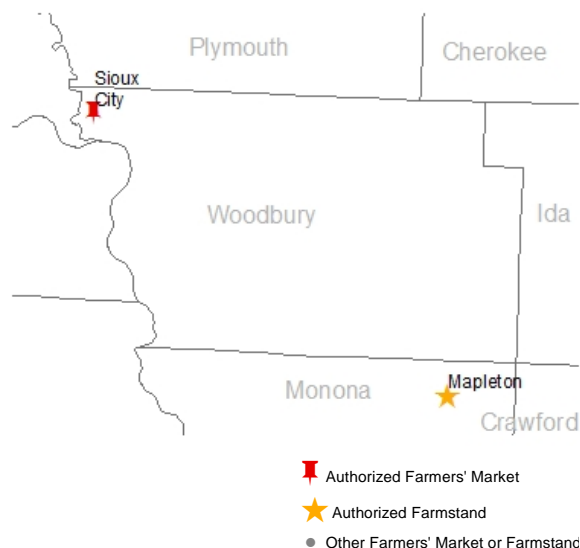 Plymouth
Cherokee
Sioux
City
Woodbury
Ida
Mapleton
Monona
Crawford
Authorized Farmers' Market
Authorized Farmstand
Other Farmers' Market or Farmstand